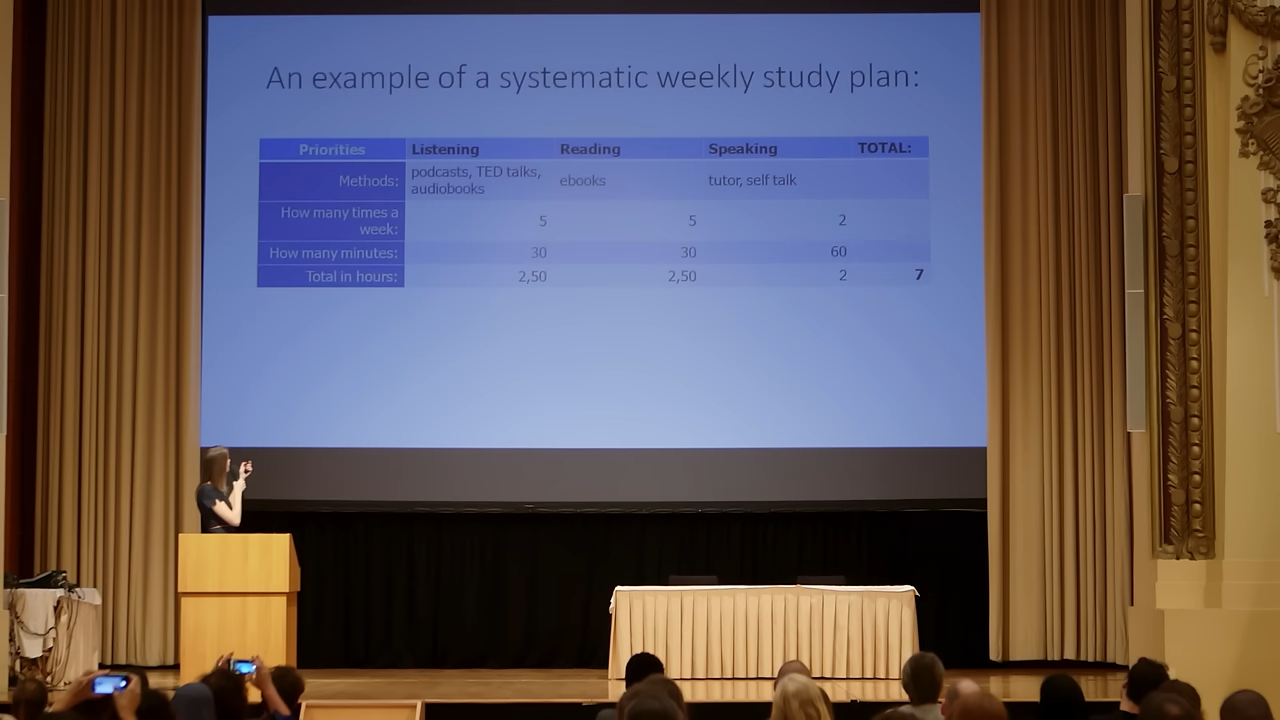 An example of a systematic weekly study plan:
Priorities Listening Reading Speaking TOTAL:
Methods: podcasts, TED talks, audiobooks ebooks tutor, self talk
How many times a week: 5 5 2
How many minutes: 30 30 60
Total in hours: 2,50 2,50 2 7